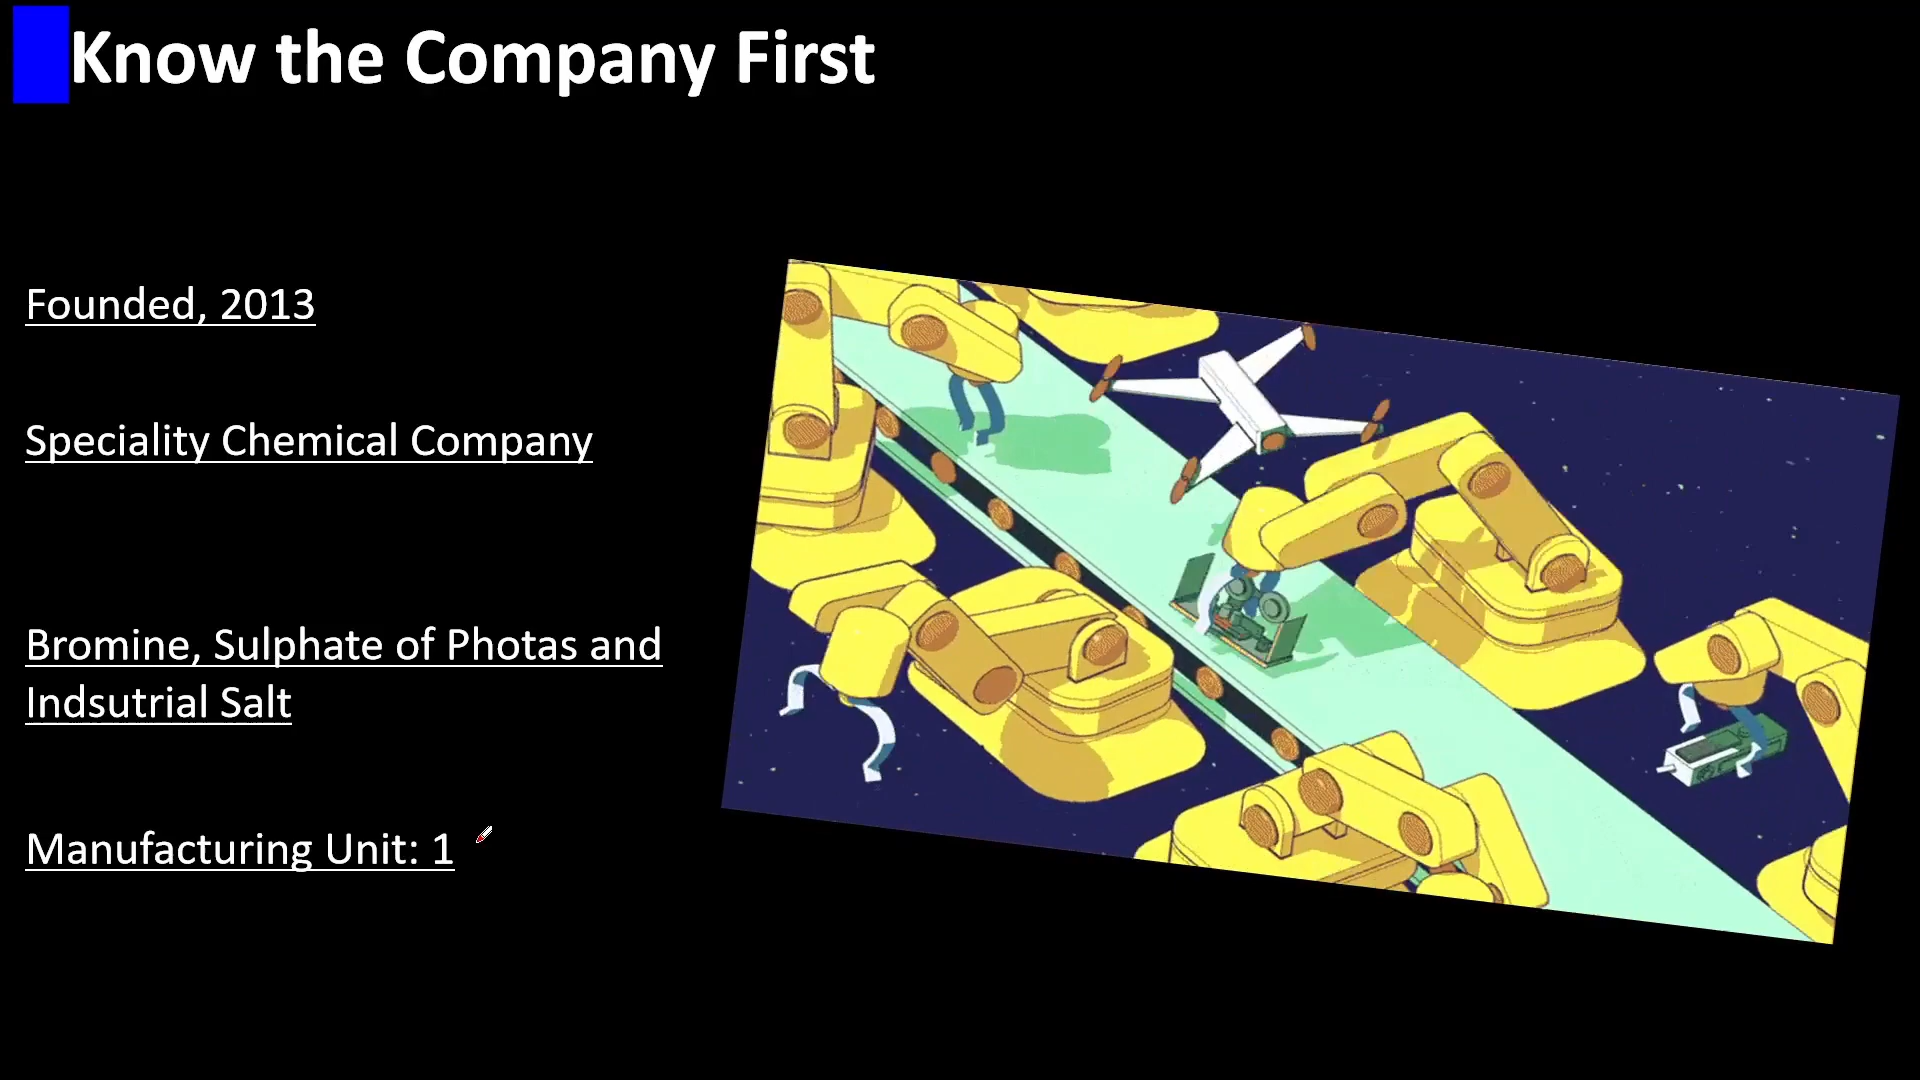 Know the Company First
Founded, 2013
Speciality Chemical Company
Bromine, Sulphate of Photas and
Indsutrial Salt
Manufacturing Unit: 1